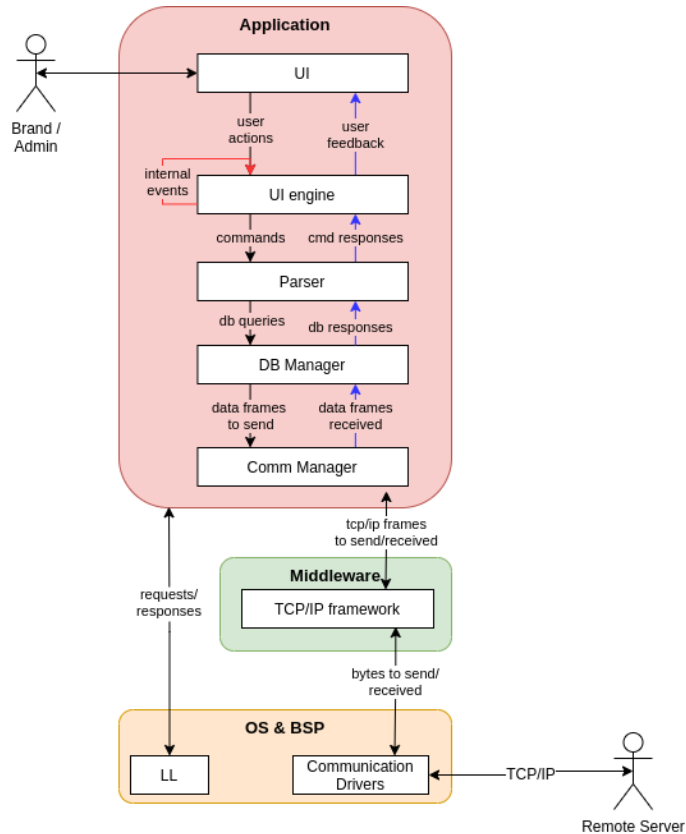 Application
UI
Brand /
Admin
user
actions
user
feedback
internal
events
UI engine
commands
cmd responses
Parser
db queries
db responses
DB Manager
data frames
to send
data frames
received
Comm Manager
tcp/ip frames
to send/received
Middleware
requests/
responses
TCP/IP framework
bytes to send/
received
OS & BSP
LL
Communication
Drivers
TCP/IP
Remote Server